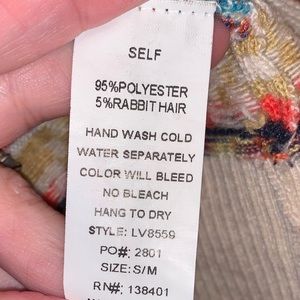 SELF
95%POLYESTER
5%RABBIT HAIR
HAND WASH COLD
WATER SEPARATELY
COLOR WILL BLEED
NO BLEACH
HANG TO DRY
STYLE: LV8559
PO#: 2801
SIZE: S/M
RN#: 138401